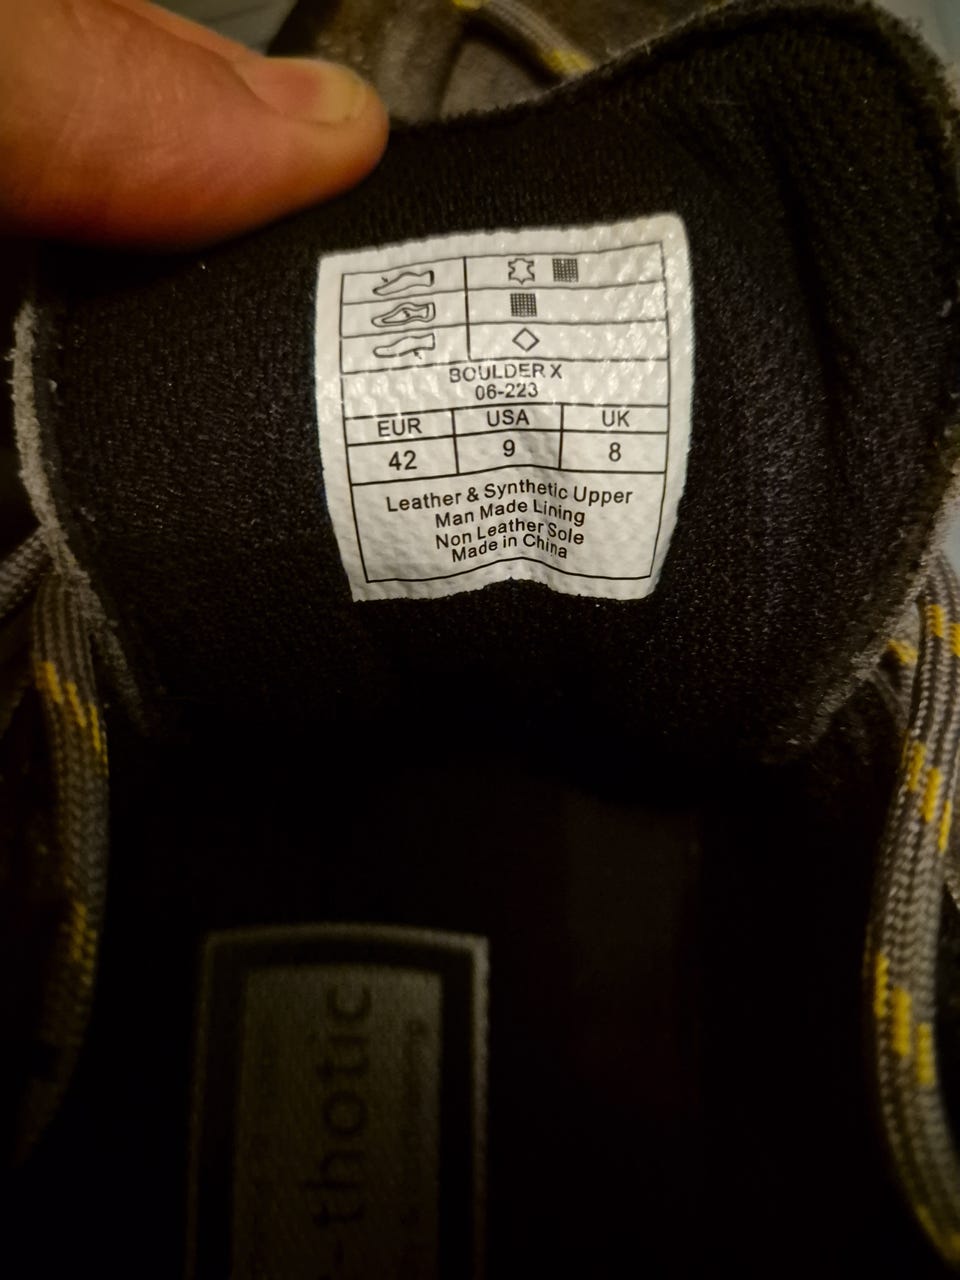 BOULDER X
06-223
EUR USA UK
42 9 8
Leather & Synthetic Upper
Man Made Lining
Non Leather Sole
Made in China
-thotic